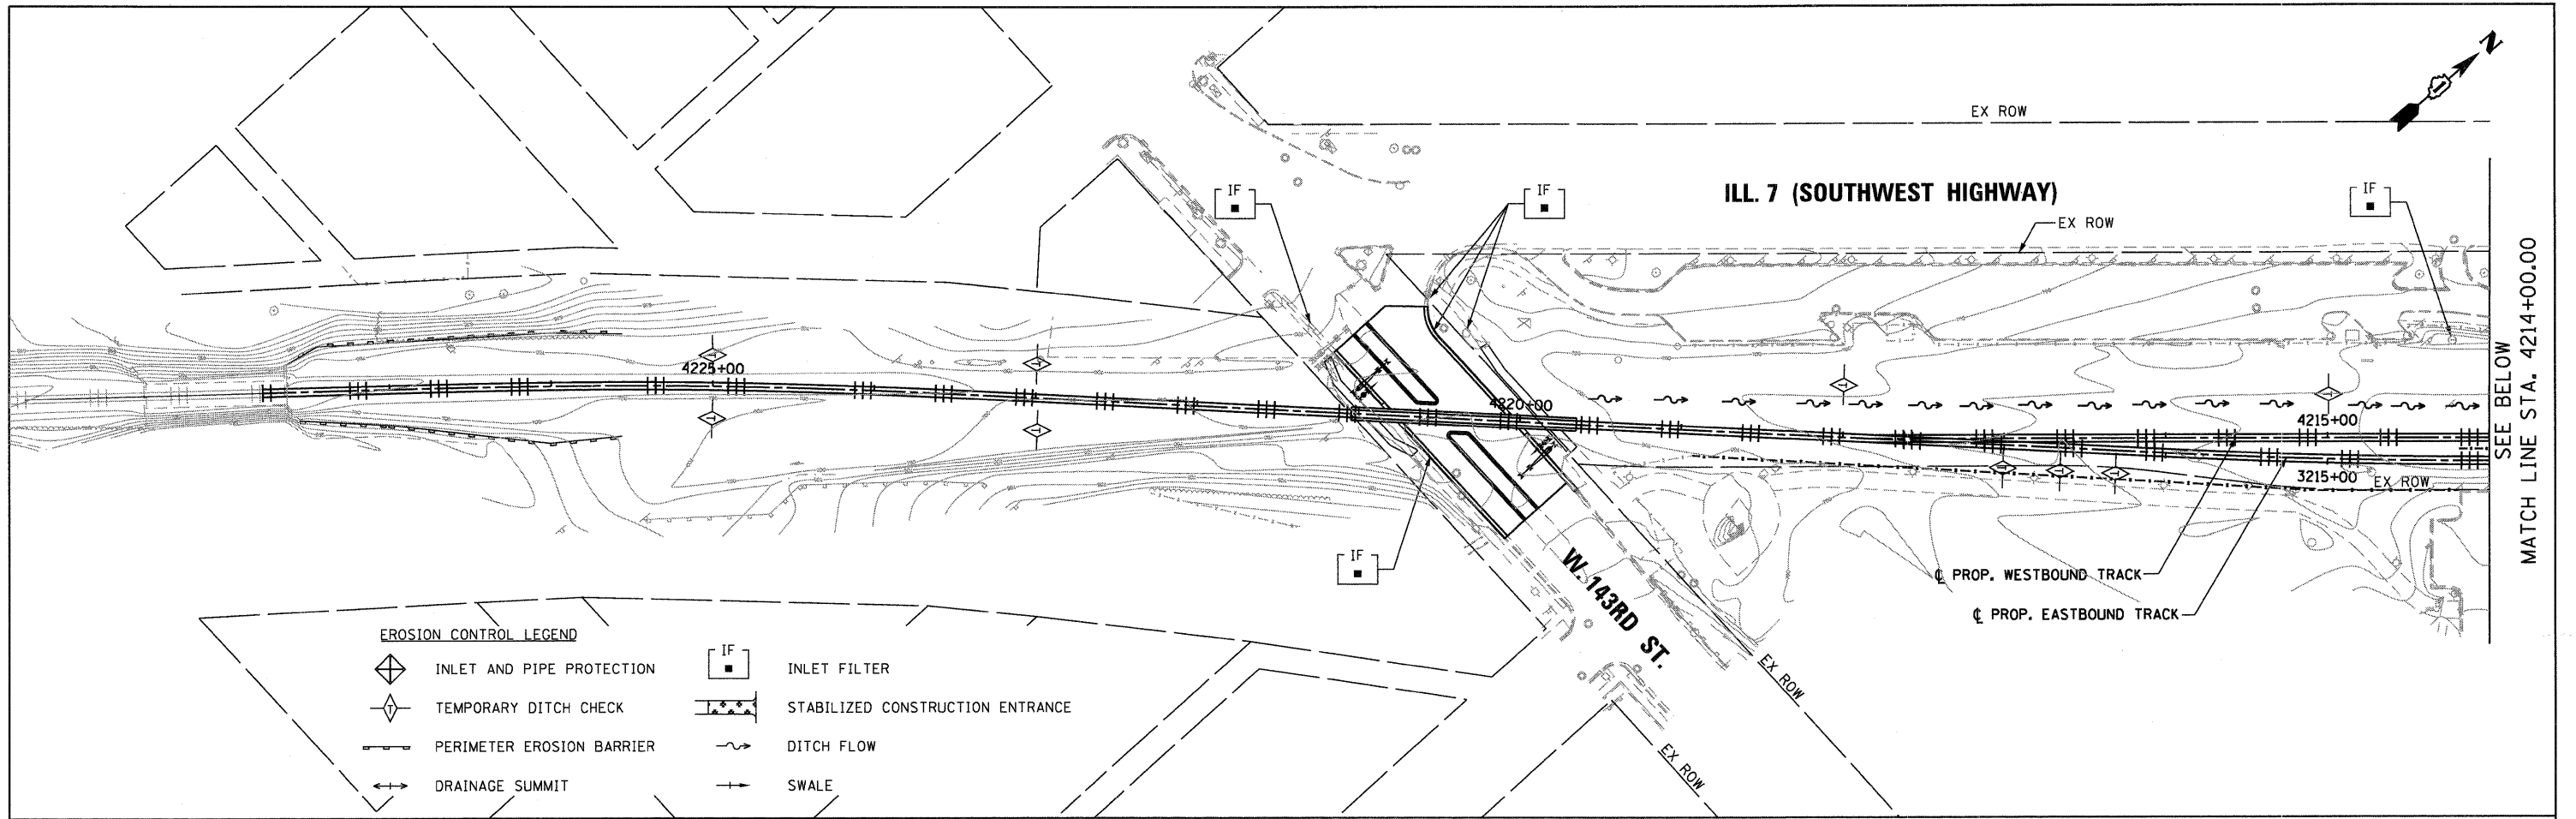 N
EX ROW
ILL. 7 (SOUTHWEST HIGHWAY)
EX ROW
IF
IF
IF
4225+00
4220+00
4215+00
3215+00
EX ROW
SEE BELOW
MATCH LINE STA. 4214+00.00
IF
W. 143RD ST.
℄ PROP. WESTBOUND TRACK
℄ PROP. EASTBOUND TRACK
EX ROW
EX ROW
T
T
T
T
T
T
T
T
T
EROSION CONTROL LEGEND
INLET AND PIPE PROTECTION
IF
INLET FILTER
T
TEMPORARY DITCH CHECK
STABILIZED CONSTRUCTION ENTRANCE
PERIMETER EROSION BARRIER
DITCH FLOW
DRAINAGE SUMMIT
SWALE